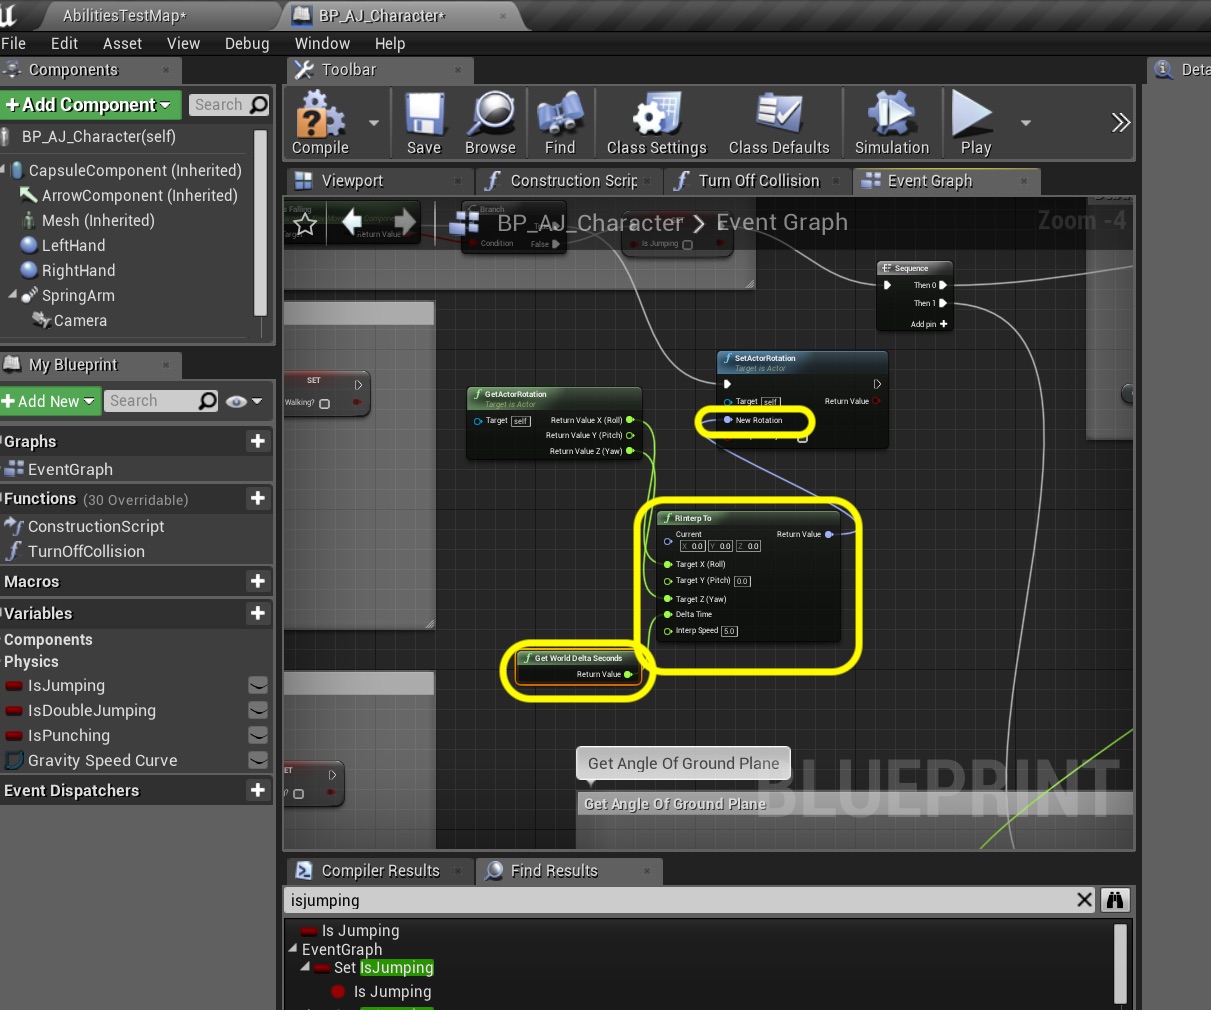 AbilitiesTestMap*
BP_AJ_Character*
File Edit Asset View Debug Window Help
Components
Toolbar
Deta
+Add Component
Search
Compile Save Browse Find Class Settings Class Defaults Simulation Play
BP_AJ_Character(self)
CapsuleComponent (Inherited)
ArrowComponent (Inherited)
Mesh (Inherited)
LeftHand
RightHand
SpringArm
Camera
Viewport
Construction Scrip
Turn Off Collision
Event Graph
BP_AJ_Character > Event Graph
Zoom -4
Falling
Return Value
Branch
Condition
False
Is Jumping
Sequence
Then 0
Then 1
Add pin
SET
Walking?
GetActorRotation
Target is Actor
Target self
Return Value X (Roll)
Return Value Y (Pitch)
Return Value Z (Yaw)
SetActorRotation
Target is Actor
Target self
Return Value
New Rotation
RInterp To
Current
X 0.0 Y 0.0 Z 0.0
Return Value
Target X (Roll)
Target Y (Pitch) 0.0
Target Z (Yaw)
Delta Time
Interp Speed 5.0
Get World Delta Seconds
Return Value
ET
?
Get Angle Of Ground Plane
Get Angle Of Ground Plane
BLUEPRINT
My Blueprint
+Add New
Search
Graphs
EventGraph
Functions (30 Overridable)
ConstructionScript
TurnOffCollision
Macros
Variables
Components
Physics
IsJumping
IsDoubleJumping
IsPunching
Gravity Speed Curve
Event Dispatchers
Compiler Results
Find Results
isjumping
Is Jumping
EventGraph
Set IsJumping
Is Jumping